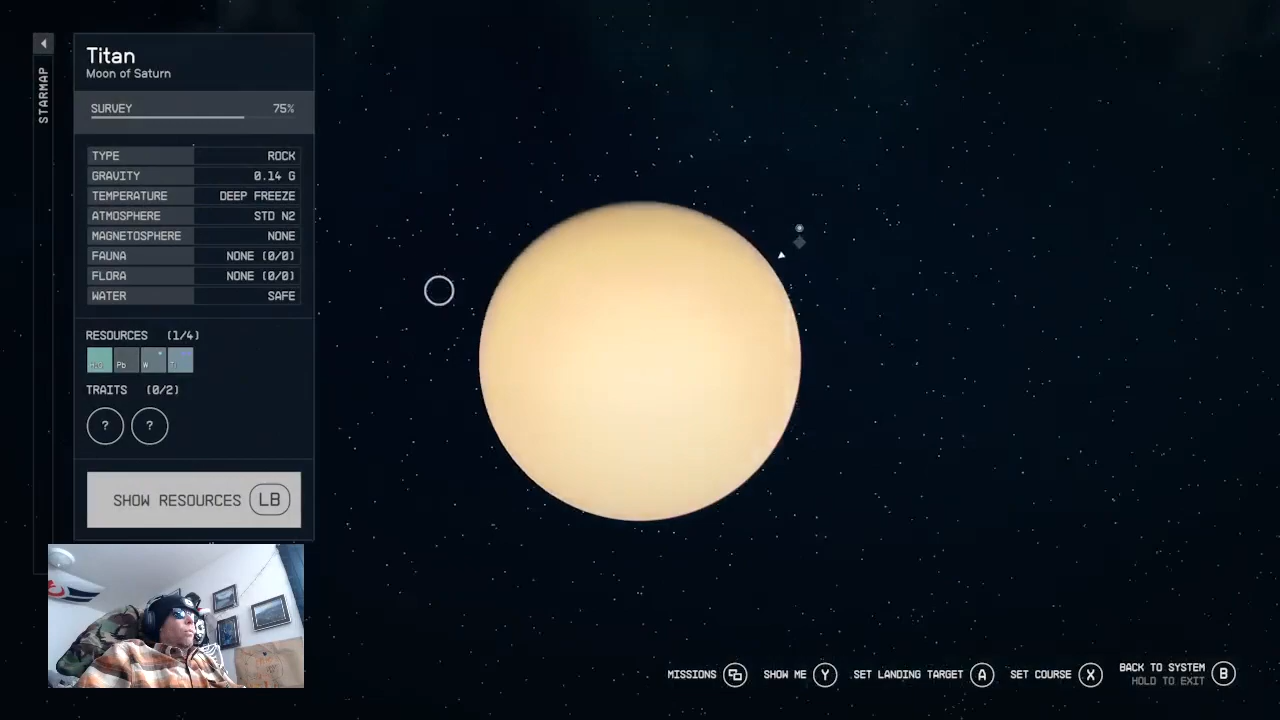 STARMAP
Titan
Moon of Saturn
SURVEY 75%
TYPE ROCK
GRAVITY 0.14 G
TEMPERATURE DEEP FREEZE
ATMOSPHERE STD N2
MAGNETOSPHERE NONE
FAUNA NONE (0/0)
FLORA NONE (0/0)
WATER SAFE
RESOURCES (1/4)
Pb W
TRAITS (0/2)
? ?
SHOW RESOURCES LB
MISSIONS SHOW ME Y SET LANDING TARGET A SET COURSE X BACK TO SYSTEM B
HOLD TO EXIT